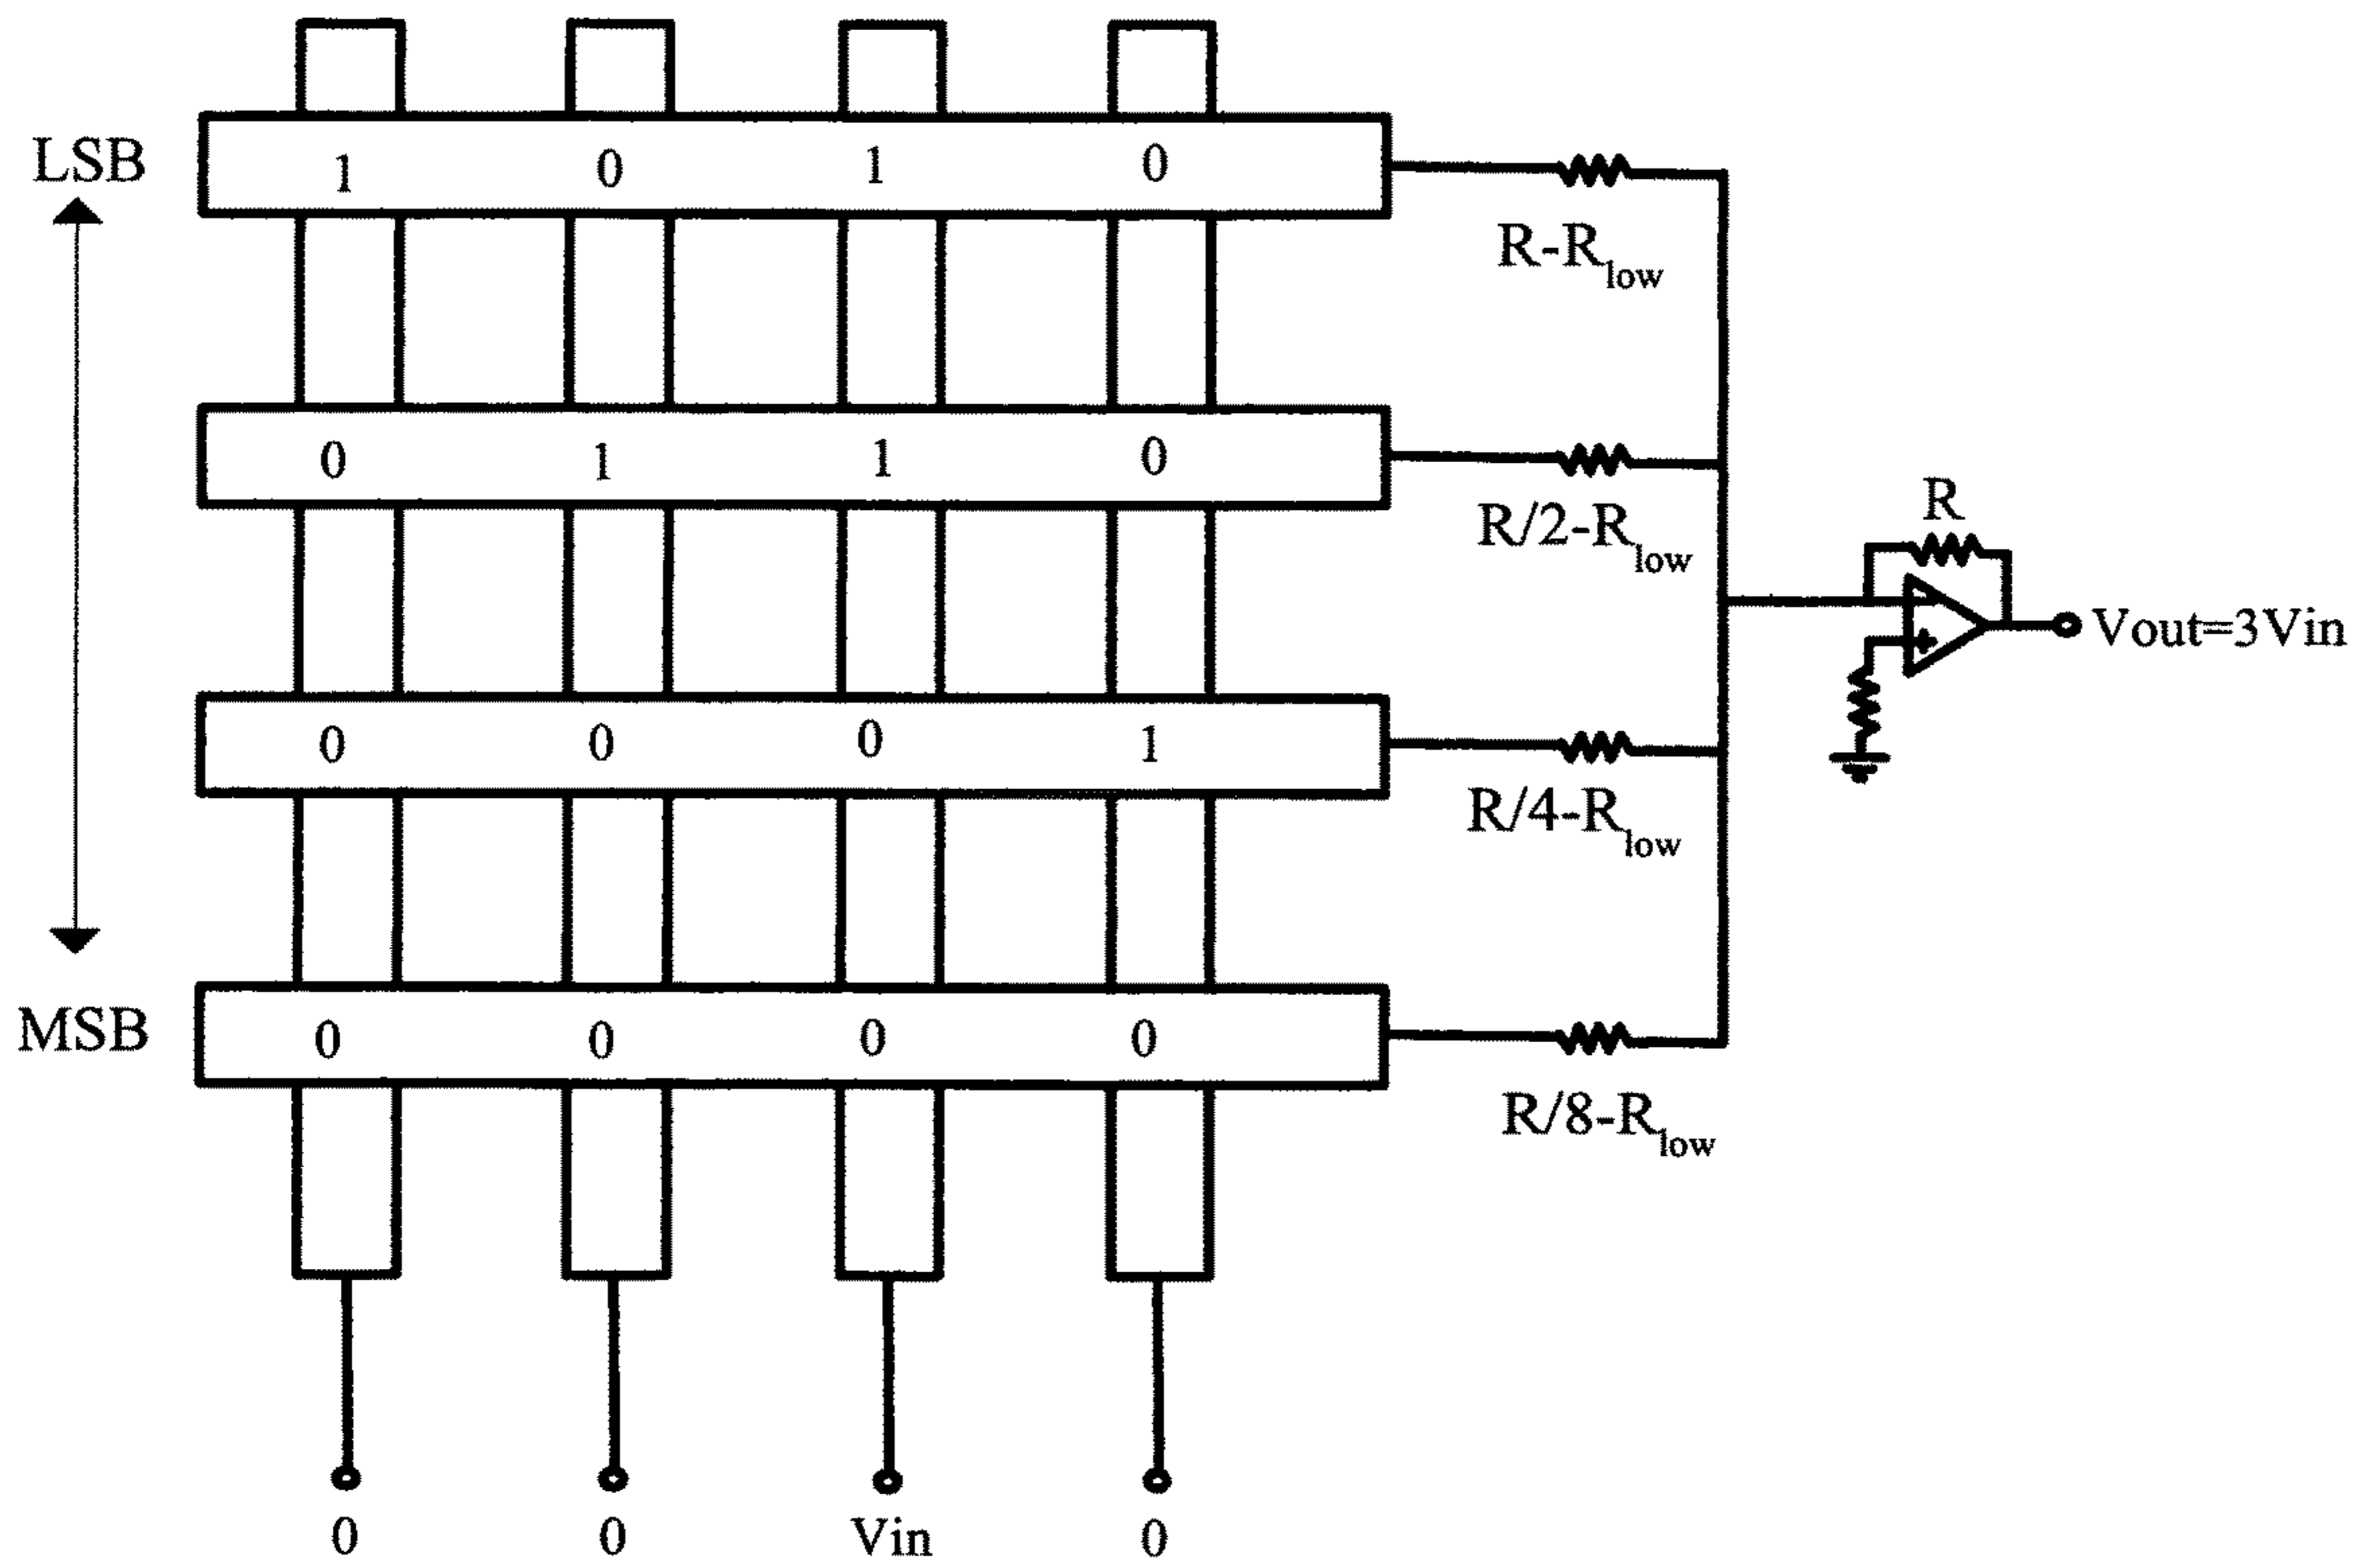 LSB 1 0 1 0
R-Rlow
0 1 1 0
R
R/2-Rlow
- + Vout=3Vin
0 0 0 1
R/4-Rlow
MSB 0 0 0 0
R/8-Rlow
0 0 Vin 0